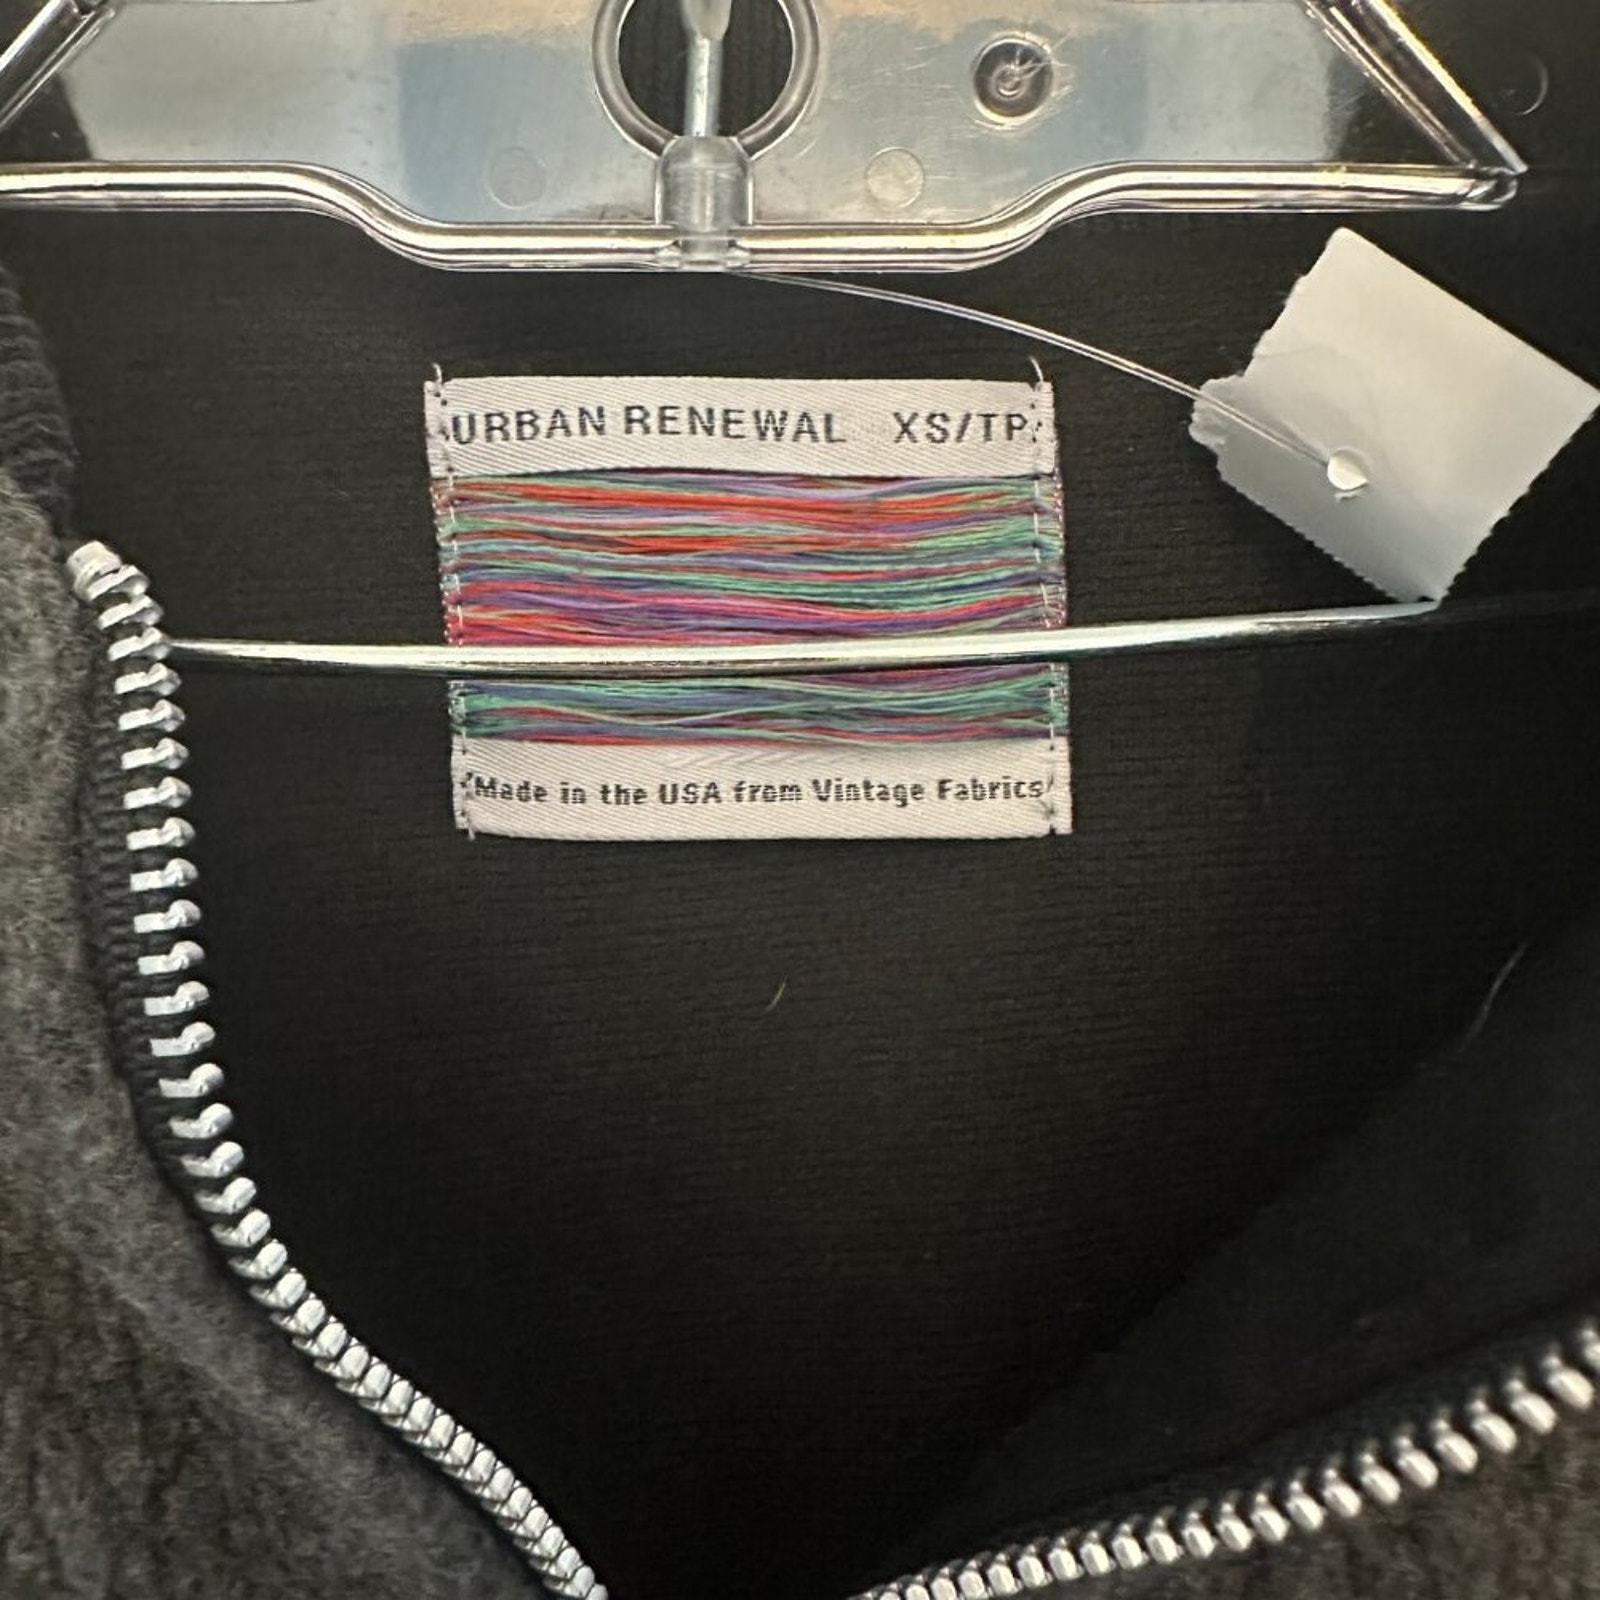 URBAN RENEWAL XS/TP
Made in the USA from Vintage Fabrics